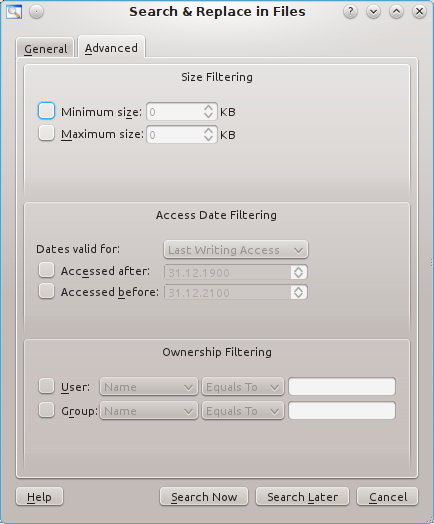 Search & Replace in Files
General Advanced
Size Filtering
Minimum size: 0 KB
Maximum size: 0 KB
Access Date Filtering
Dates valid for: Last Writing Access
Accessed after: 31.12.1900
Accessed before: 31.12.2100
Ownership Filtering
User: Name Equals To
Group: Name Equals To
Help Search Now Search Later Cancel